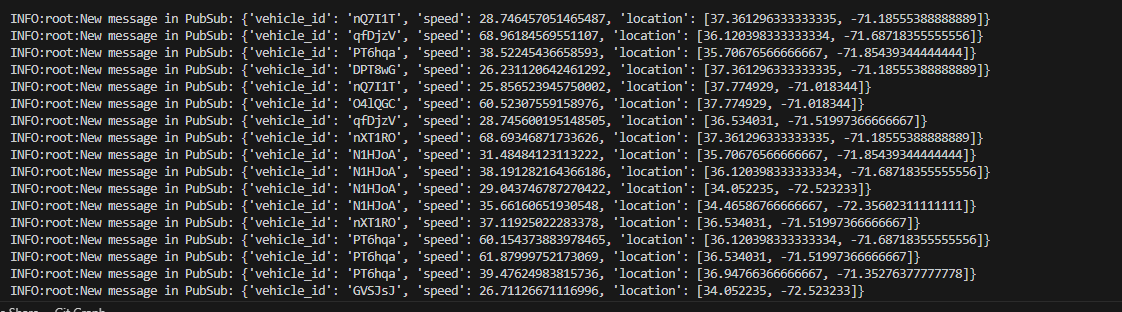 INFO:root:New message in PubSub: {'vehicle_id': 'nQ7I1T', 'speed': 28.746457051465487, 'location': [37.361296333333335, -71.18555388888889]}
INFO:root:New message in PubSub: {'vehicle_id': 'qfDjzV', 'speed': 68.96184569551107, 'location': [36.120398333333334, -71.68718355555556]}
INFO:root:New message in PubSub: {'vehicle_id': 'PT6hqa', 'speed': 38.52245436658593, 'location': [35.70676566666667, -71.85439344444444]}
INFO:root:New message in PubSub: {'vehicle_id': 'DPT8wG', 'speed': 26.231120642461292, 'location': [37.361296333333335, -71.18555388888889]}
INFO:root:New message in PubSub: {'vehicle_id': 'nQ7I1T', 'speed': 25.856523945750002, 'location': [37.774929, -71.018344]}
INFO:root:New message in PubSub: {'vehicle_id': 'O4lQGC', 'speed': 60.52307559158976, 'location': [37.774929, -71.018344]}
INFO:root:New message in PubSub: {'vehicle_id': 'qfDjzV', 'speed': 28.745600195148505, 'location': [36.534031, -71.51997366666667]}
INFO:root:New message in PubSub: {'vehicle_id': 'nXT1RO', 'speed': 68.69346871733626, 'location': [37.361296333333335, -71.18555388888889]}
INFO:root:New message in PubSub: {'vehicle_id': 'N1HJoA', 'speed': 31.48484123113222, 'location': [35.70676566666667, -71.85439344444444]}
INFO:root:New message in PubSub: {'vehicle_id': 'N1HJoA', 'speed': 38.191282164366186, 'location': [36.120398333333334, -71.68718355555556]}
INFO:root:New message in PubSub: {'vehicle_id': 'N1HJoA', 'speed': 29.043746787270422, 'location': [34.052235, -72.523233]}
INFO:root:New message in PubSub: {'vehicle_id': 'N1HJoA', 'speed': 35.66160651930548, 'location': [34.46586766666667, -72.35602311111111]}
INFO:root:New message in PubSub: {'vehicle_id': 'nXT1RO', 'speed': 37.11925022283378, 'location': [36.534031, -71.51997366666667]}
INFO:root:New message in PubSub: {'vehicle_id': 'PT6hqa', 'speed': 60.154373883978465, 'location': [36.120398333333334, -71.68718355555556]}
INFO:root:New message in PubSub: {'vehicle_id': 'PT6hqa', 'speed': 61.87999752173069, 'location': [36.534031, -71.51997366666667]}
INFO:root:New message in PubSub: {'vehicle_id': 'PT6hqa', 'speed': 39.47624983815736, 'location': [36.94766366666667, -71.35276377777778]}
INFO:root:New message in PubSub: {'vehicle_id': 'GVSJsJ', 'speed': 26.71126671116996, 'location': [34.052235, -72.523233]}
Share Git Graph